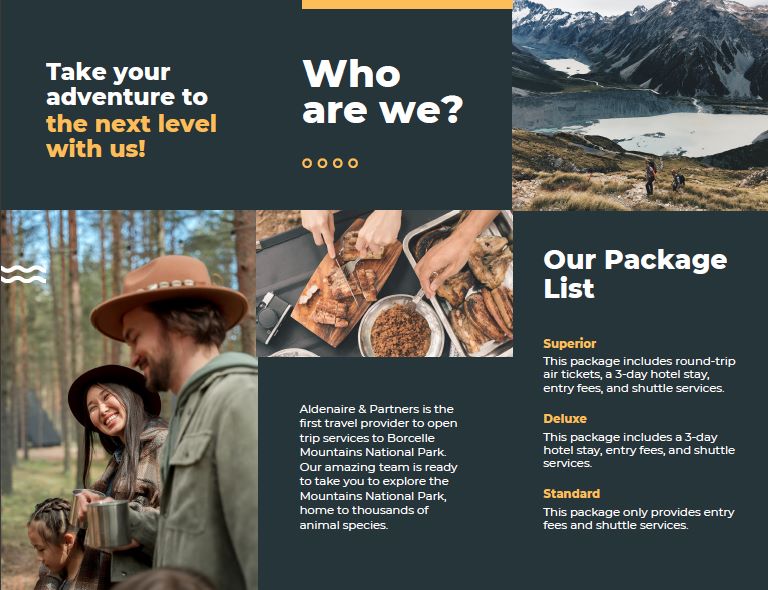 Take your
adventure to
the next level
with us!
Who
are we?
Aldenaire & Partners is the
first travel provider to open
trip services to Borcelle
Mountains National Park.
Our amazing team is ready
to take you to explore the
Mountains National Park,
home to thousands of
animal species.
Our Package
List
Superior
This package includes round-trip
air tickets, a 3-day hotel stay,
entry fees, and shuttle services.
Deluxe
This package includes a 3-day
hotel stay, entry fees, and shuttle
services.
Standard
This package only provides entry
fees and shuttle services.